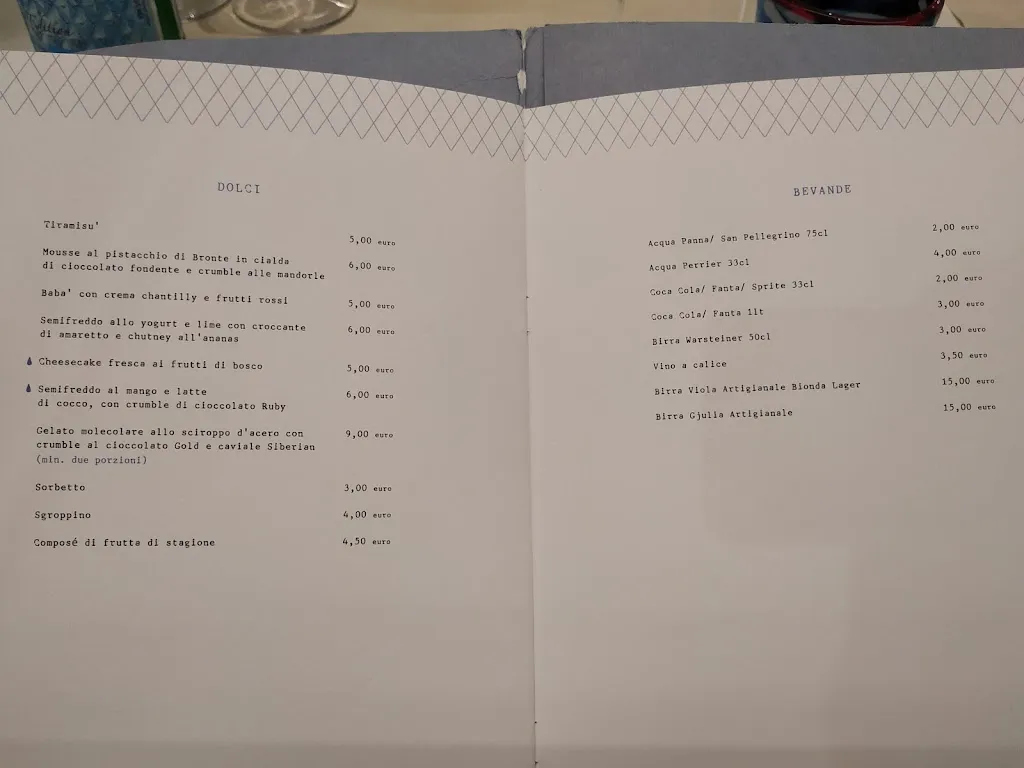 DOLCI
Tiramisu'
5,00 euro
Mousse al pistacchio di Bronte in cialda
di cioccolato fondente e crumble alle mandorle
6,00 euro
Baba' con crema chantilly e frutti rossi
5,00 euro
Semifreddo allo yogurt e lime con croccante
di amaretto e chutney all'ananas
6,00 euro
Cheesecake fresca ai frutti di bosco
5,00 euro
Semifreddo al mango e latte
di cocco, con crumble di cioccolato Ruby
6,00 euro
Gelato molecolare allo sciroppo d'acero con
crumble al cioccolato Gold e caviale Siberian
(min. due porzioni)
9,00 euro
Sorbetto
3,00 euro
Sgroppino
4,00 euro
Composé di frutta di stagione
4,50 euro
BEVANDE
Acqua Panna/ San Pellegrino 75cl
2,00 euro
Acqua Perrier 33cl
4,00 euro
Coca Cola/ Fanta/ Sprite 33cl
2,00 euro
Coca Cola/ Fanta 1lt
3,00 euro
Birra Warsteiner 50cl
3,00 euro
Vino a calice
3,50 euro
Birra Viola Artigianale Bionda Lager
15,00 euro
Birra Gjulia Artigianale
15,00 euro